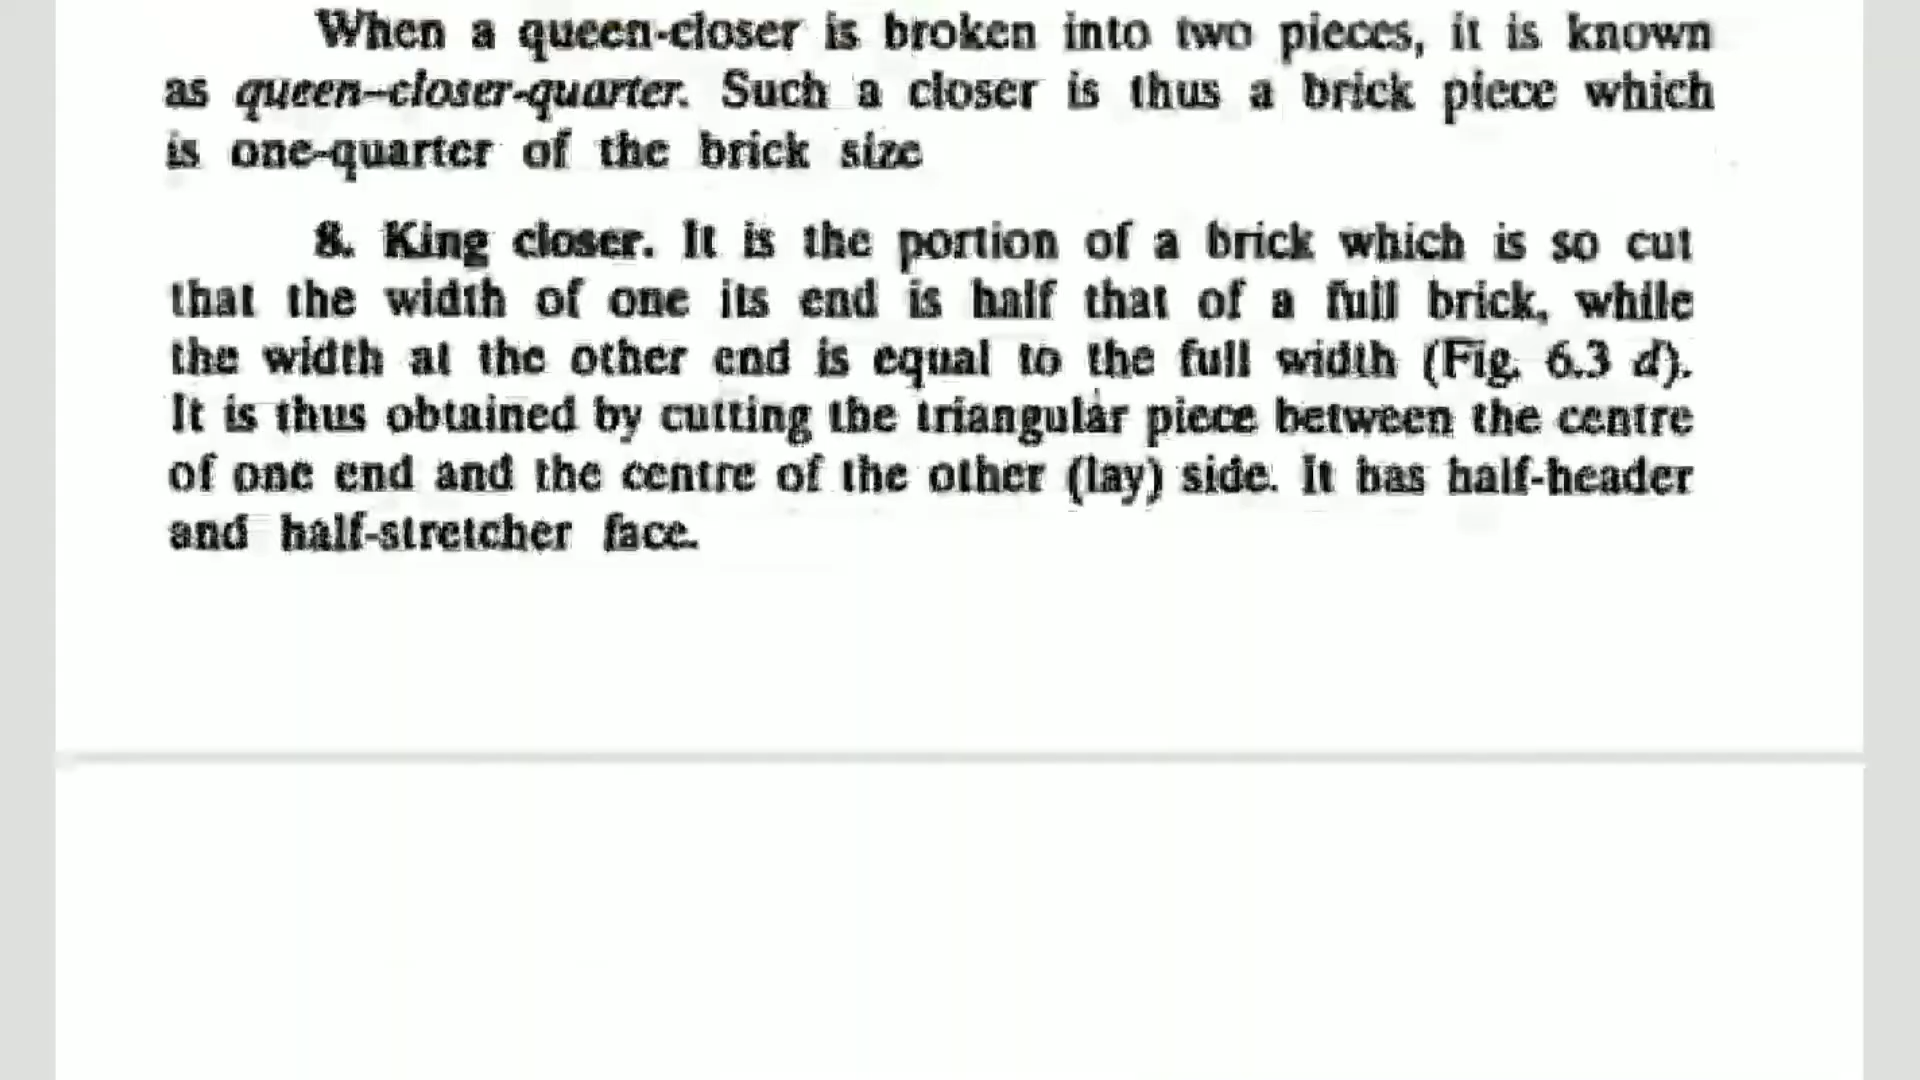 When a queen-closer is broken into two pieces, it is known
as queen-closer-quarter. Such a closer is thus a brick piece which
is one-quarter of the brick size
8. King closer. It is the portion of a brick which is so cut
that the width of one its end is half that of a full brick, while
the width at the other end is equal to the full width (Fig. 6.3 d).
It is thus obtained by cutting the triangular piece between the centre
of one end and the centre of the other (lay) side. It has half-header
and half-stretcher face.